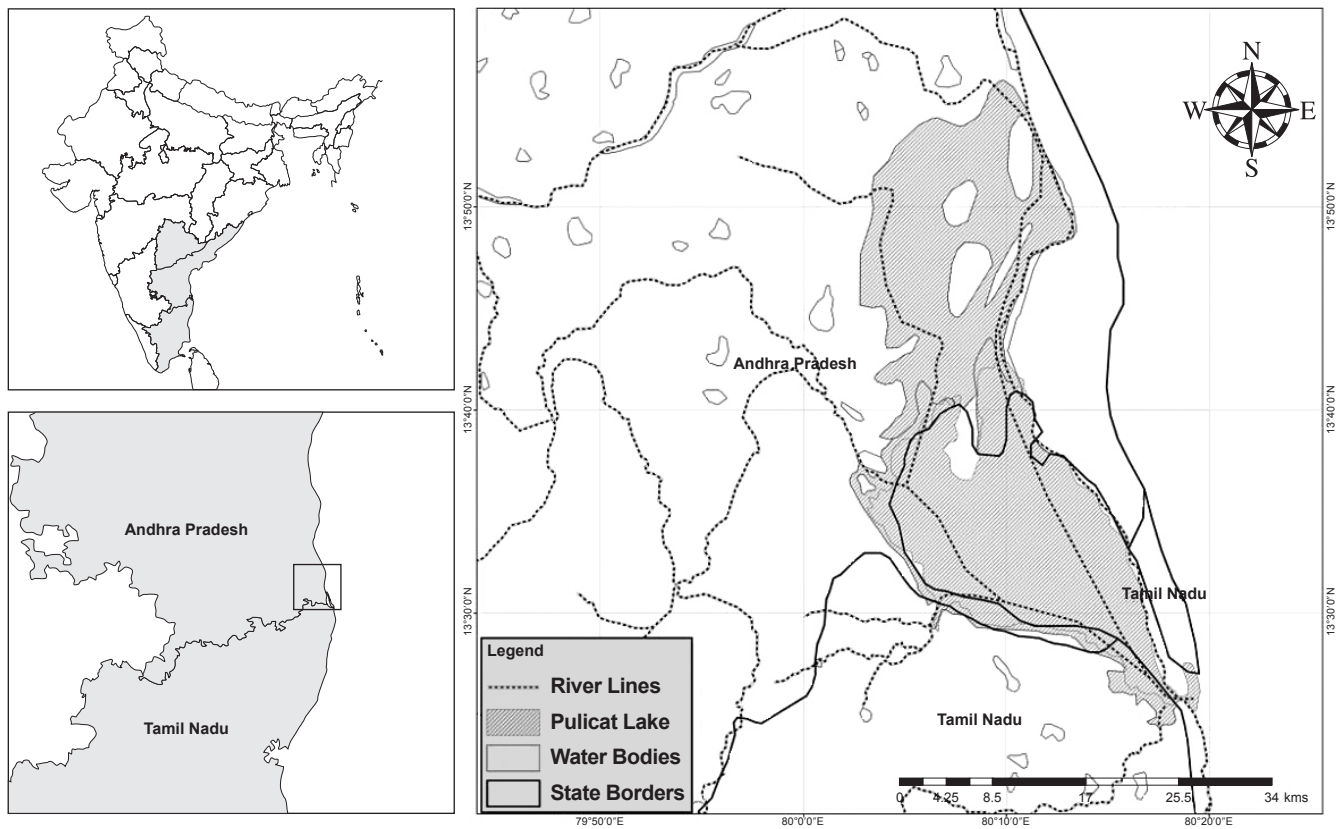 N
W
E
S
13°50'0"N
13°50'0"N
Andhra Pradesh
13°40'0"N
13°40'0"N
Andhra Pradesh
Tamil Nadu
13°30'0"N
13°30'0"N
Tamil Nadu
Tamil Nadu
Legend
River Lines
Pulicat Lake
Water Bodies
State Borders
0 4.25 8.5 17 25.5 34 kms
79°50'0"E 80°0'0"E 80°10'0"E 80°20'0"E